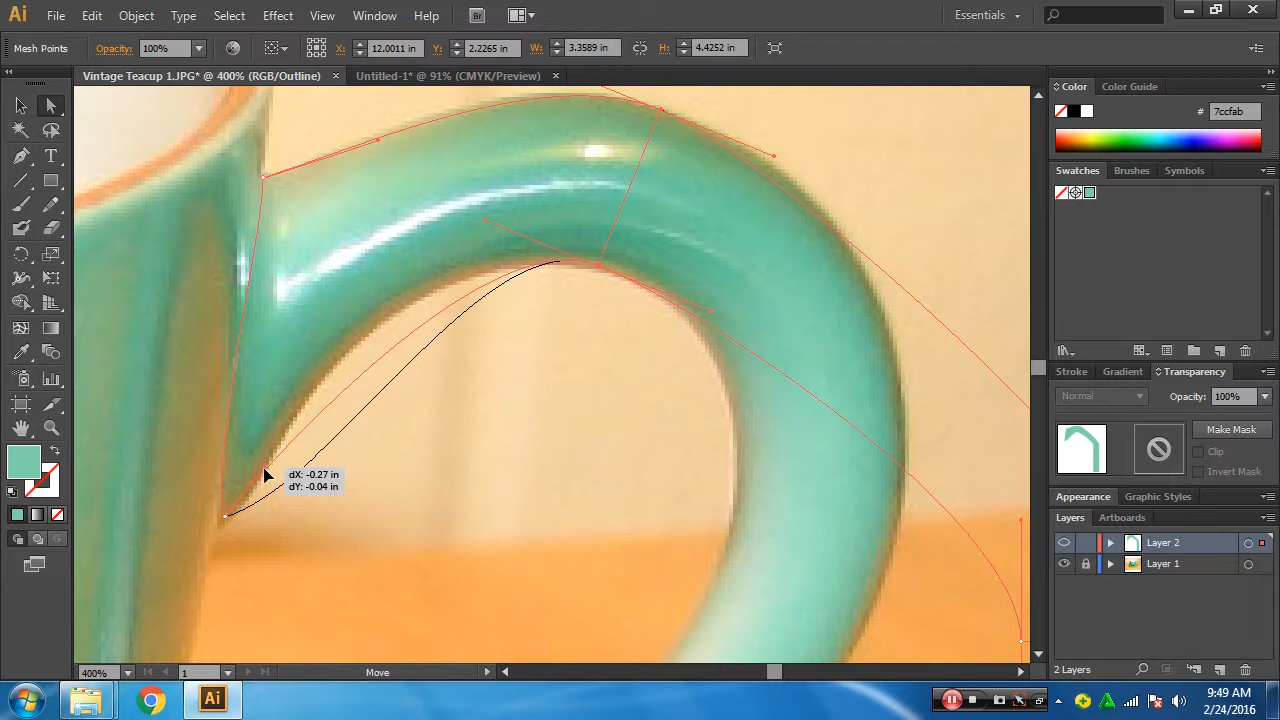 Ai File Edit Object Type Select Effect View Window Help Br Essentials
Mesh Points Opacity: 100% X: 12.0011 in Y: 2.2265 in W: 3.3589 in H: 4.4252 in
Vintage Teacup 1.JPG* @ 400% (RGB/Outline) Untitled-1* @ 91% (CMYK/Preview)
Color Color Guide
# 7ccfab
Swatches Brushes Symbols
Stroke Gradient Transparency
Normal Opacity: 100%
Make Mask
Clip
Invert Mask
dX: -0.27 in
dY: -0.04 in
Appearance Graphic Styles
Layers Artboards
Layer 2
Layer 1
400% 1 Move 2 Layers
Ai 9:49 AM
2/24/2016